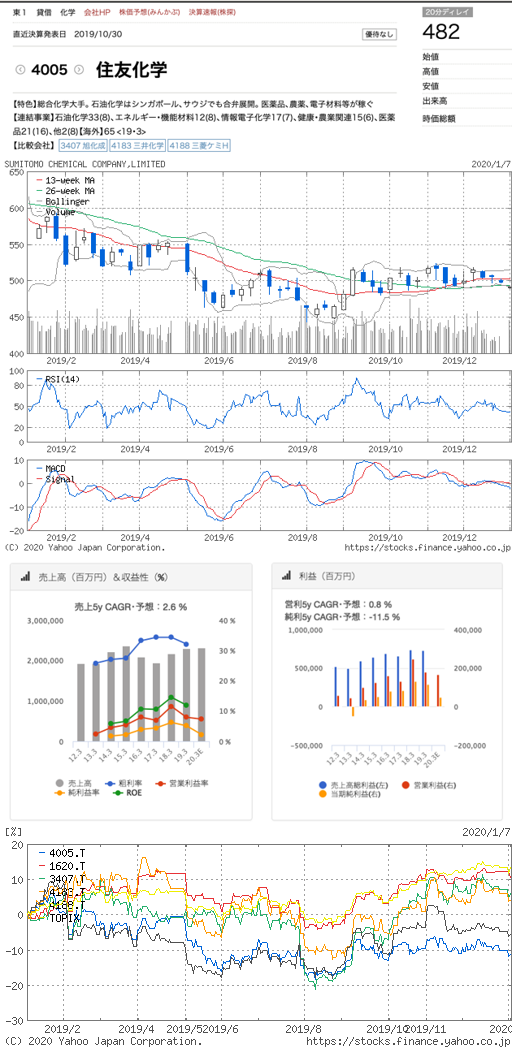 東1 貸借 化学 会社HP 株価予想(みんかぶ) 決算速報(株探)
直近決算発表日 2019/10/30
優待なし
4005
住友化学
20分ディレイ
482
始値
高値
安値
出来高
時価総額
【特色】総合化学大手。石油化学はシンガポール、サウジでも合弁展開。医薬品、農薬、電子材料等が稼ぐ
【連結事業】石油化学33(8)、エネルギー・機能材料12(8)、情報電子化学17(7)、健康・農業関連15(6)、医薬
品21(16)、他2(8)【海外】65 <19・3>
【比較会社】 3407 旭化成 4183 三井化学 4188 三菱ケミH
SUMITOMO CHEMICAL COMPANY,LIMITED
2020/1/7
13-week MA
26-week MA
Bollinger
Volume
650
600
550
500
450
400
2019/2 2019/4 2019/6 2019/8 2019/10 2019/12
RSI(14)
100
80
50
20
0
2019/2 2019/4 2019/6 2019/8 2019/10 2019/12
MACD
Signal
10
0
-10
-20
2019/2 2019/4 2019/6 2019/8 2019/10 2019/12
(C) 2020 Yahoo Japan Corporation.
https://stocks.finance.yahoo.co.jp
売上高（百万円）＆収益性（%）
売上5y CAGR・予想：2.6 %
3,000,000
2,000,000
1,000,000
0
40 %
30 %
20 %
10 %
0 %
12.3 13.3 14.3 15.3 16.3 17.3 18.3 19.3 20.3E
売上高 粗利率 営業利益率
純利益率 ROE
利益（百万円）
営利5y CAGR・予想：0.8 %
純利5y CAGR・予想：-11.5 %
1,000,000
500,000
0
-500,000
400,000
200,000
0
-200,000
12.3 13.3 14.3 15.3 16.3 17.3 18.3 19.3 20.3E
売上高総利益(左) 営業利益(右)
当期純利益(右)
[%]
2020/1/7
4005.T
1620.T
3407.T
4183.T
4188.T
TOPIX
20
10
0
-10
-20
-30
2019/2 2019/4 2019/5 2019/6 2019/8 2019/10 2019/11 2020
(C) 2020 Yahoo Japan Corporation.
https://stocks.finance.yahoo.co.jp